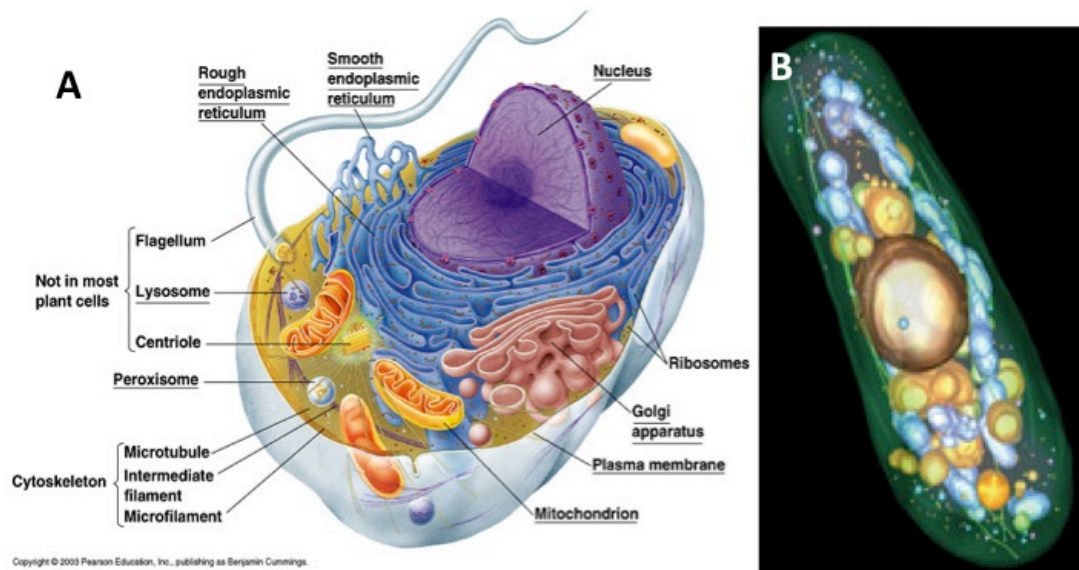 A
B
Rough
endoplasmic
reticulum
Smooth
endoplasmic
reticulum
Nucleus
Flagellum
Not in most
plant cells
Lysosome
Centriole
Peroxisome
Ribosomes
Golgi
apparatus
Plasma membrane
Mitochondrion
Cytoskeleton
Microtubule
Intermediate
filament
Microfilament
Copyright © 2003 Pearson Education, Inc., publishing as Benjamin Cummings.